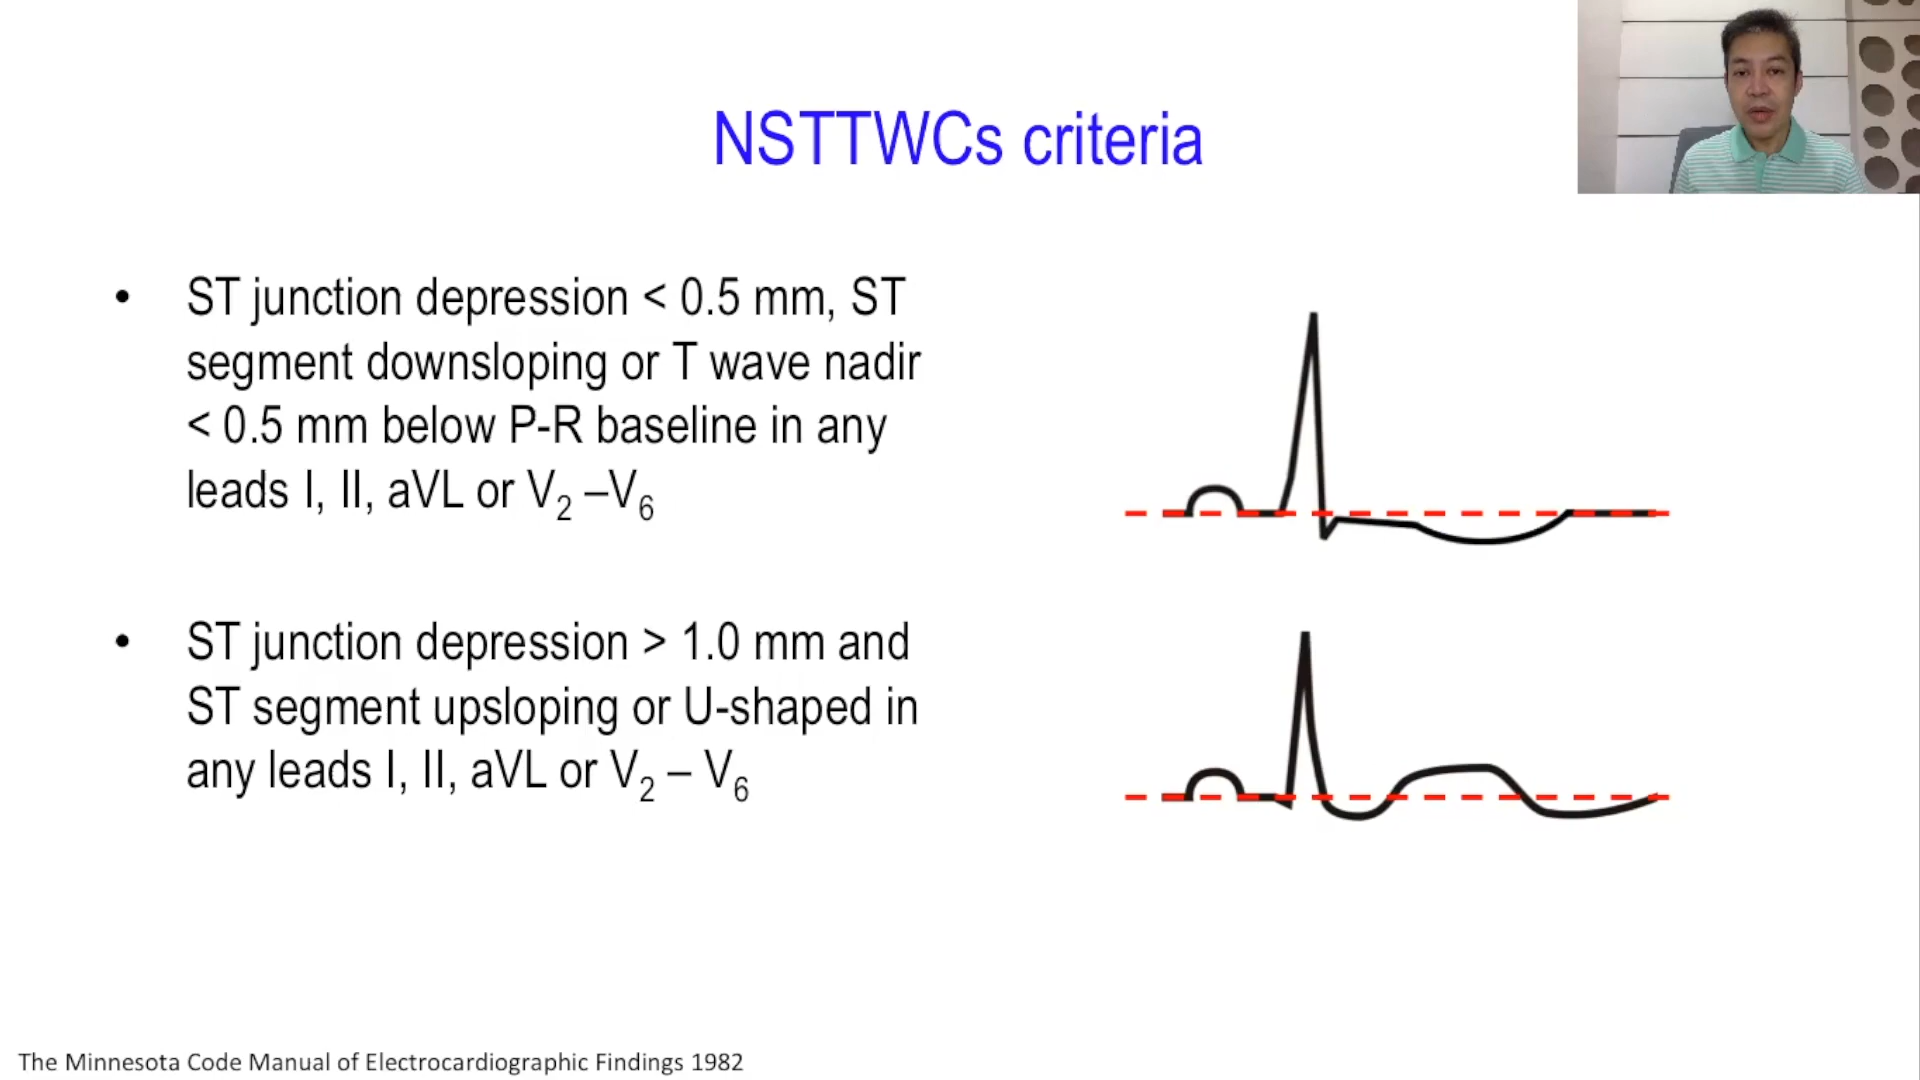 NSTTWCs criteria
• ST junction depression < 0.5 mm, ST
segment downsloping or T wave nadir
< 0.5 mm below P-R baseline in any
leads I, II, aVL or V₂ –V₆
• ST junction depression > 1.0 mm and
ST segment upsloping or U-shaped in
any leads I, II, aVL or V₂ – V₆
The Minnesota Code Manual of Electrocardiographic Findings 1982